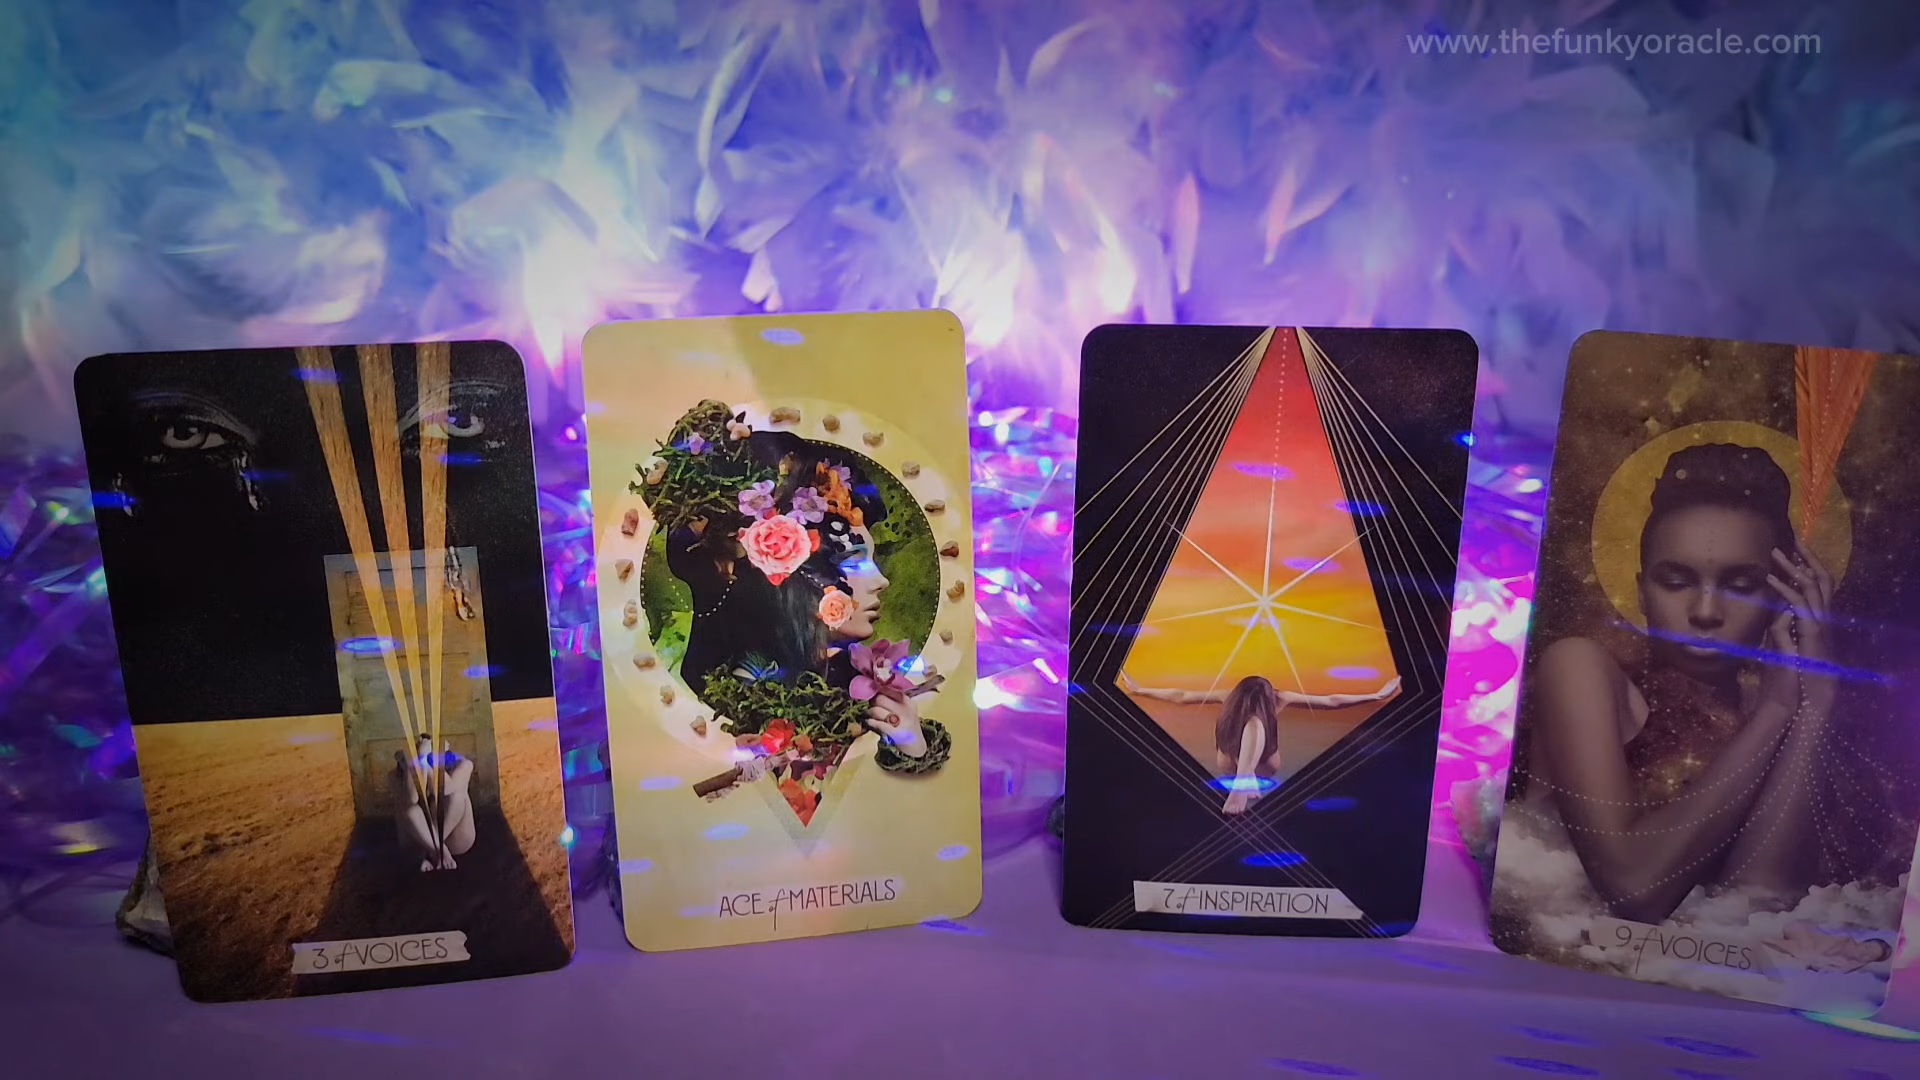 www.thefunkyoracle.com
3 of VOICES
ACE of MATERIALS
7 of INSPIRATION
9 of VOICES